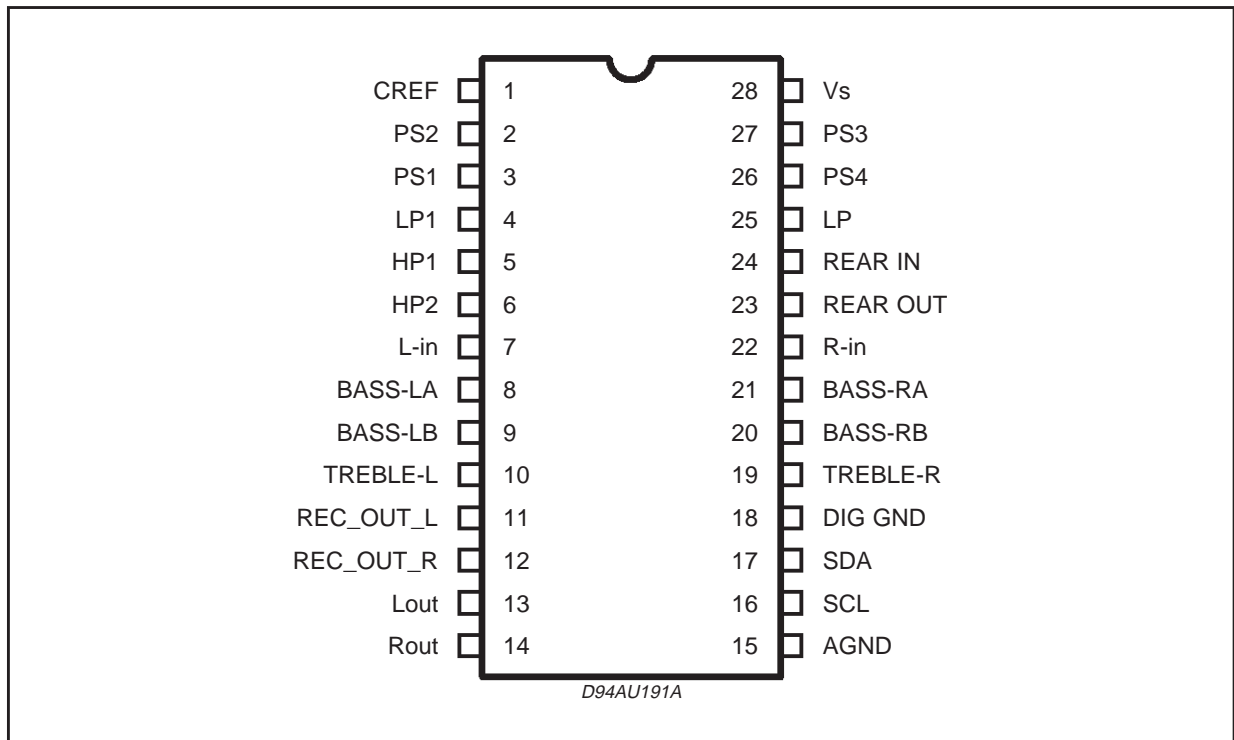 CREF 1 28 Vs
PS2 2 27 PS3
PS1 3 26 PS4
LP1 4 25 LP
HP1 5 24 REAR IN
HP2 6 23 REAR OUT
L-in 7 22 R-in
BASS-LA 8 21 BASS-RA
BASS-LB 9 20 BASS-RB
TREBLE-L 10 19 TREBLE-R
REC_OUT_L 11 18 DIG GND
REC_OUT_R 12 17 SDA
Lout 13 16 SCL
Rout 14 15 AGND
D94AU191A